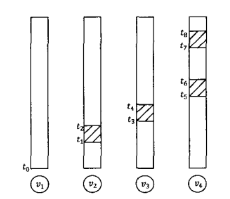 t₈
t₇
t₆
t₅
t₄
t₃
t₂
t₁
t₀
v₁ v₂ v₃ v₄